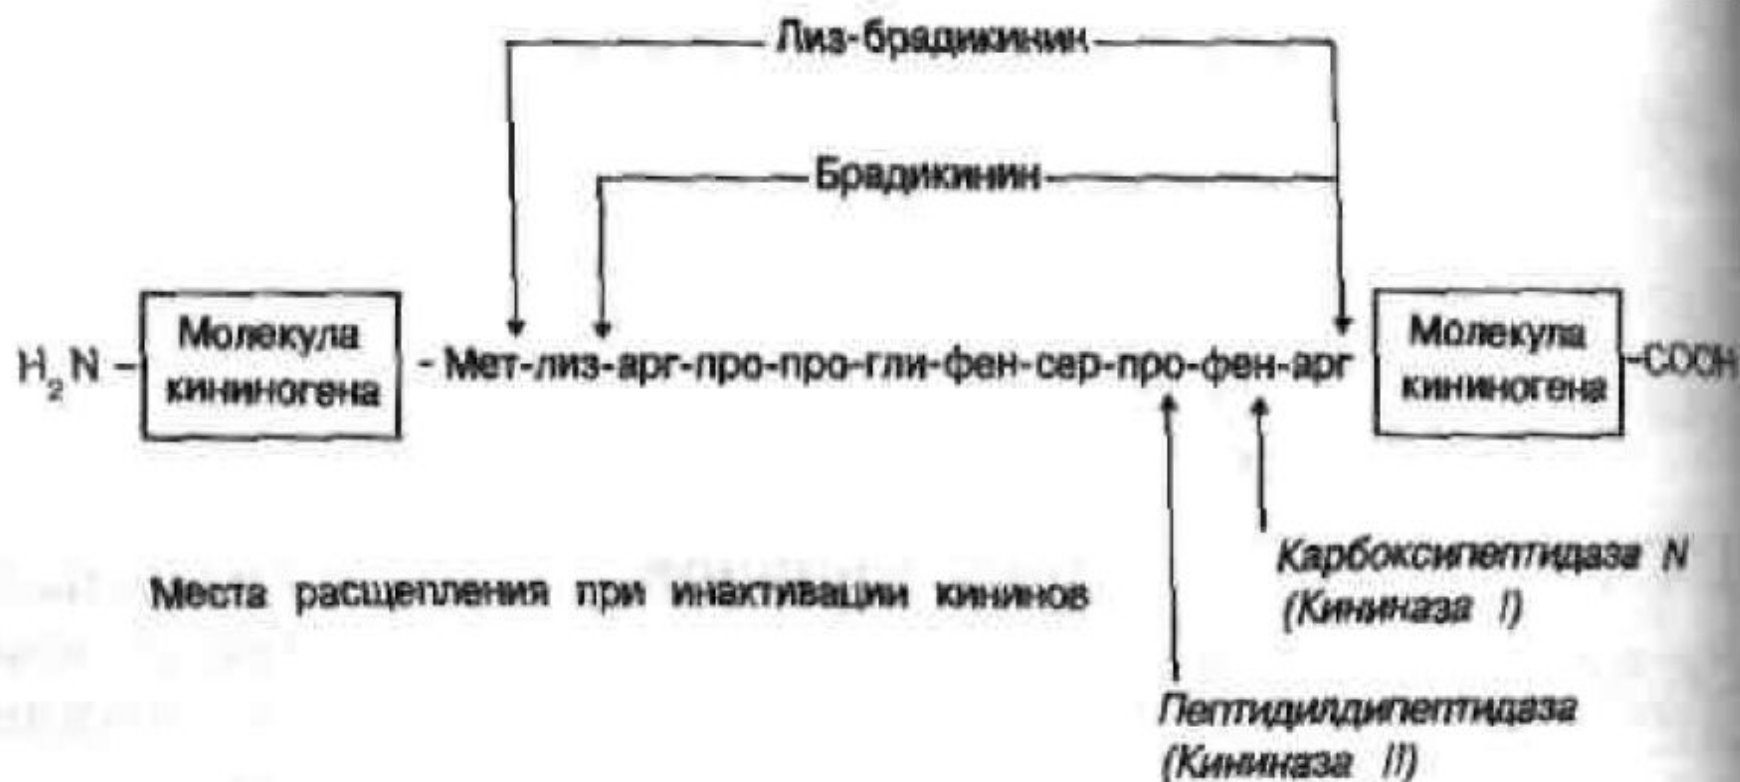 Лиз-брадикинин
Брадикинин
H₂N – Молекула кининогена - Мет-лиз-арг-про-про-гли-фен-сер-про-фен-арг Молекула кининогена -COOH
Места расщепления при инактивации кининов
Карбоксипептидаза N
(Кининаза I)
Пептидилдипептидаза
(Кининаза II)